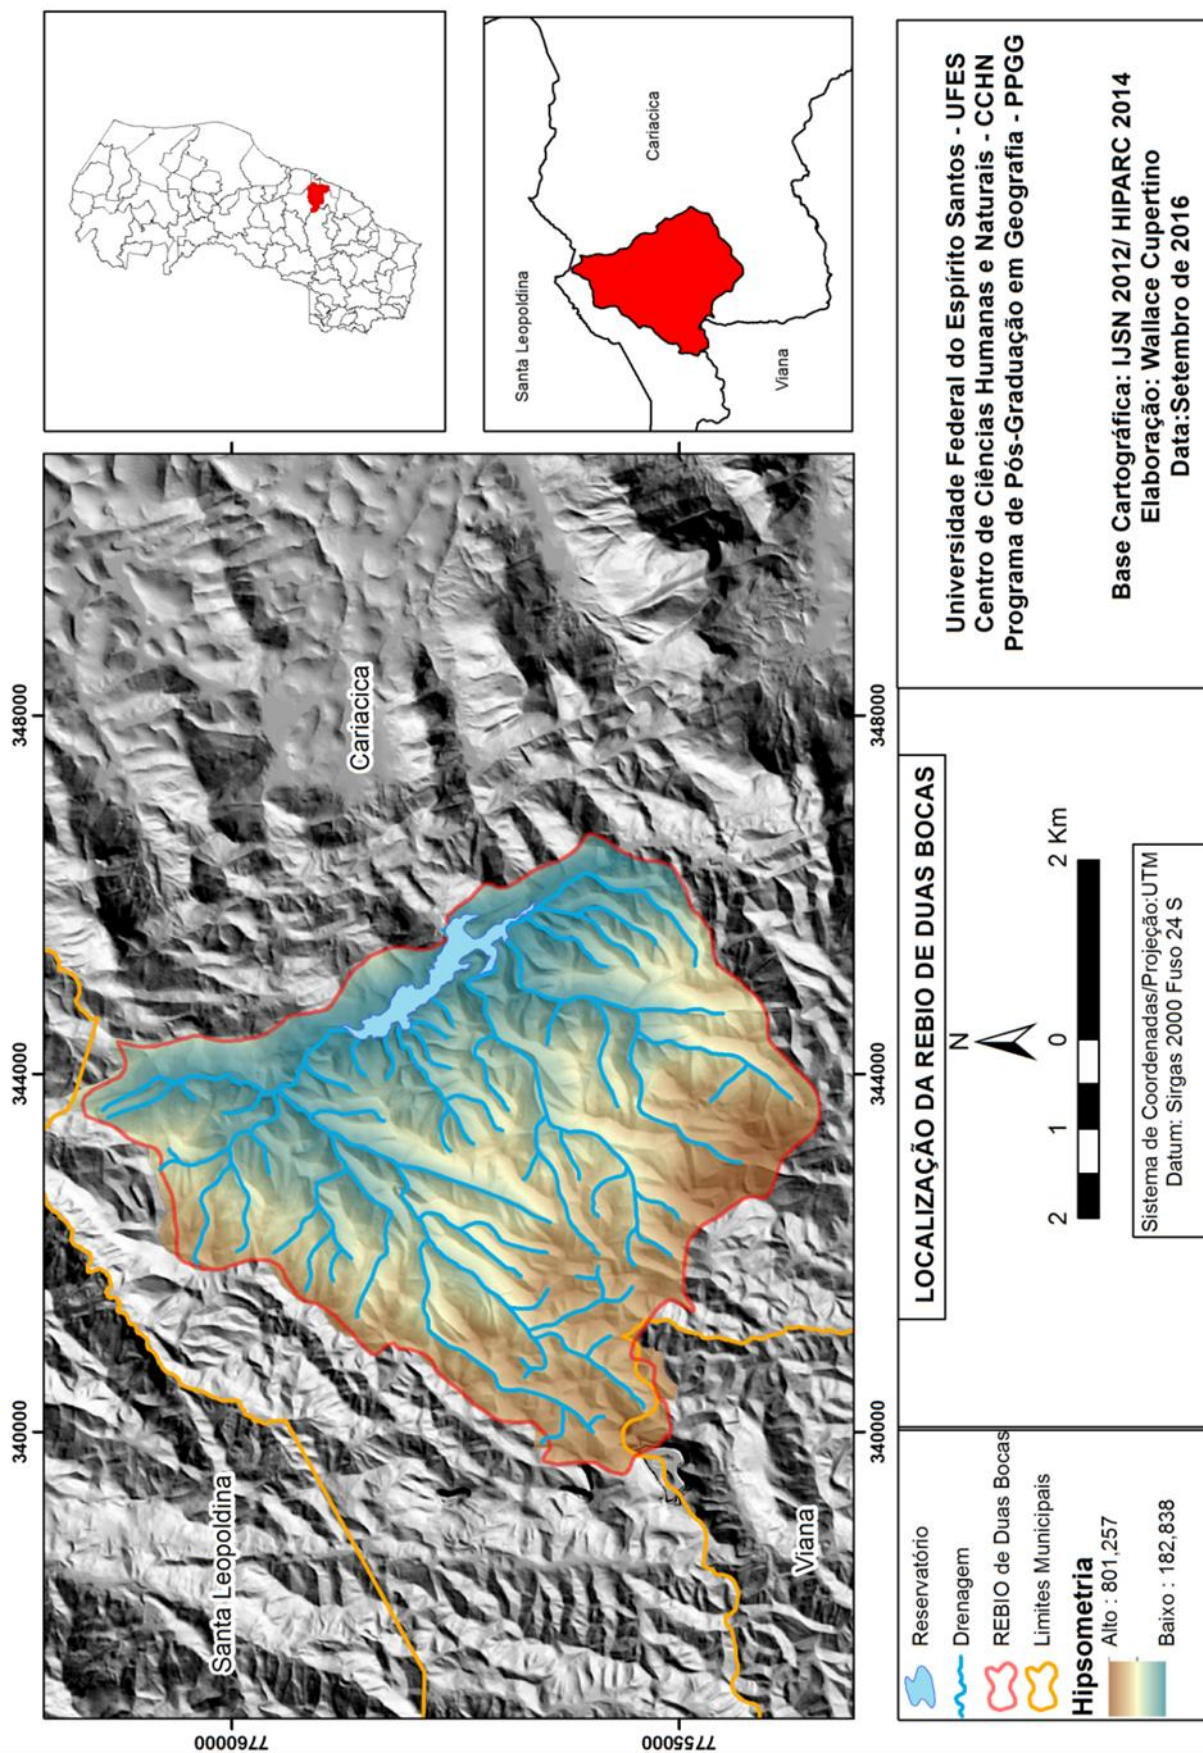 340000
344000
348000
7760000
7755000
Santa Leopoldina
Cariacica
Viana
340000
344000
348000
Santa Leopoldina
Cariacica
Viana
Reservatório
Drenagem
REBIO de Duas Bocas
Limites Municipais
Hipsometria
Alto : 801,257
Baixo : 182,838
LOCALIZAÇÃO DA REBIO DE DUAS BOCAS
N
2 1 0 2 Km
Sistema de Coordenadas/Projeção:UTM
Datum: Sirgas 2000 Fuso 24 S
Universidade Federal do Espírito Santos - UFES
Centro de Ciências Humanas e Naturais - CCHN
Programa de Pós-Graduação em Geografia - PPGG
Base Cartográfica: IJSN 2012/ HIPARC 2014
Elaboração: Wallace Cupertino
Data:Setembro de 2016